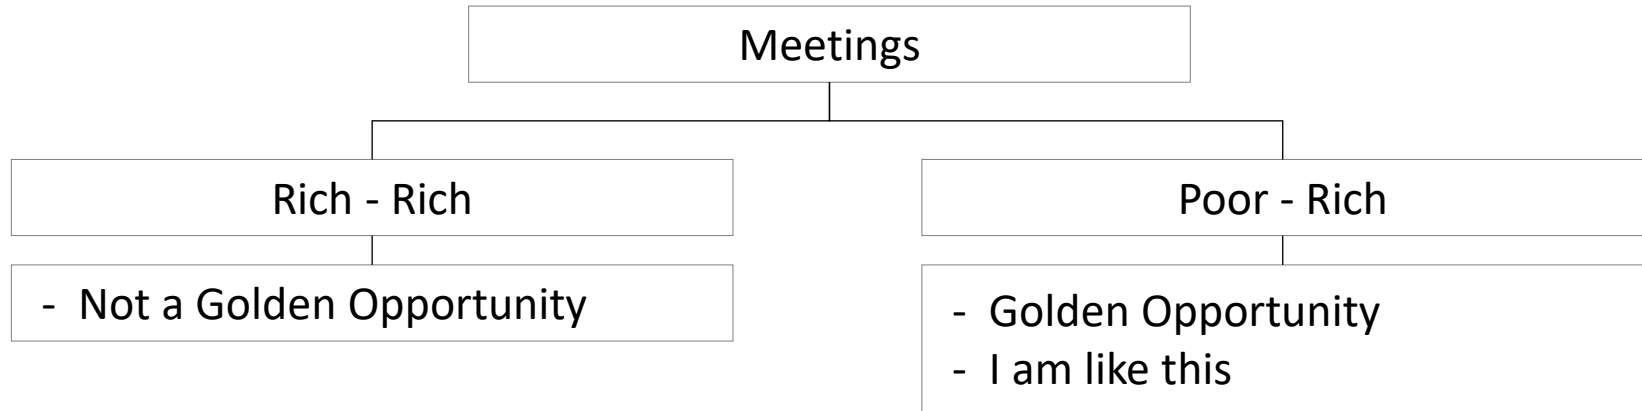 Meetings
Rich - Rich
Poor - Rich
- Not a Golden Opportunity
- Golden Opportunity
- I am like this